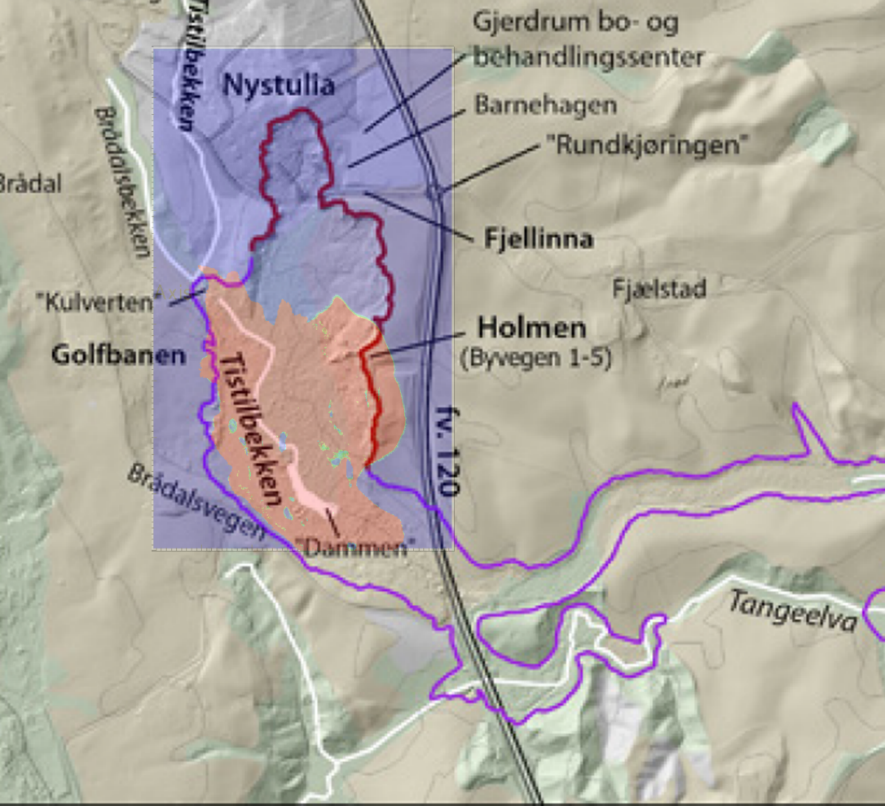 Tistilbekken
Gjerdrum bo- og
behandlingssenter
Nystulia
Barnehagen
Brådalsbekken
"Rundkjøringen"
Brådal
Fjellinna
Fjælstad
"Kulverten"
Holmen
(Byvegen 1-5)
Golfbanen
Tistilbekken
fv. 120
Brådalsvegen
"Dammen"
Tangeelva